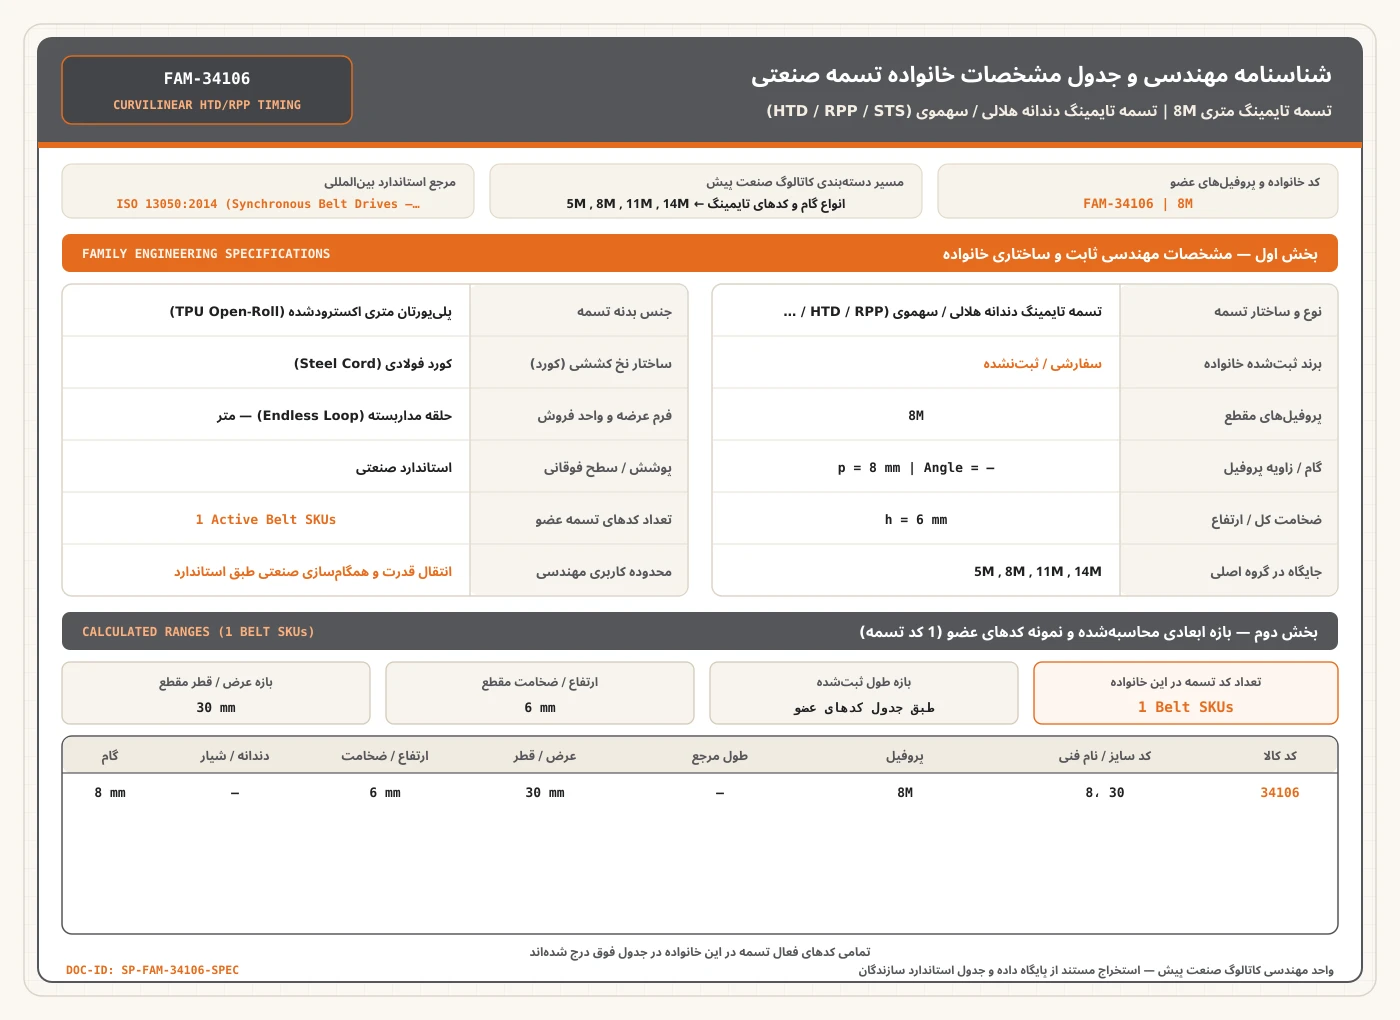 شناسنامه مهندسی و جدول مشخصات خانواده تسمه صنعتی
تسمه تایمینگ متری 8M | تسمه تایمینگ دندانه هلالی / سهموی (HTD / RPP / STS)
FAM-34106
CURVILINEAR HTD/RPP TIMING
کد خانواده و پروفیل‌های عضو
FAM-34106 | 8M
مسیر دسته‌بندی کاتالوگ صنعت پیش
انواع گام و کدهای تایمینگ ← 5M , 8M , 11M , 14M
مرجع استاندارد بین‌المللی
ISO 13050:2014 (Synchronous Belt Drives —…
بخش اول — مشخصات مهندسی ثابت و ساختاری خانواده
FAMILY ENGINEERING SPECIFICATIONS
نوع و ساختار تسمه
تسمه تایمینگ دندانه هلالی / سهموی (HTD / RPP / …
برند ثبت‌شده خانواده
سفارشی / ثبت‌نشده
پروفیل‌های مقطع
8M
گام / زاویه پروفیل
p = 8 mm | Angle = —
ضخامت کل / ارتفاع
h = 6 mm
جایگاه در گروه اصلی
5M , 8M , 11M , 14M
جنس بدنه تسمه
پلی‌یورتان متری اکسترودشده (TPU Open-Roll)
ساختار نخ کششی (کورد)
کورد فولادی (Steel Cord)
فرم عرضه و واحد فروش
حلقه مداربسته (Endless Loop) — متر
پوشش / سطح فوقانی
استاندارد صنعتی
تعداد کدهای تسمه عضو
1 Active Belt SKUs
محدوده کاربری مهندسی
انتقال قدرت و همگام‌سازی صنعتی طبق استاندارد
بخش دوم — بازه ابعادی محاسبه‌شده و نمونه کدهای عضو (1 کد تسمه)
CALCULATED RANGES (1 BELT SKUs)
تعداد کد تسمه در این خانواده
1 Belt SKUs
بازه طول ثبت‌شده
طبق جدول کدهای عضو
ارتفاع / ضخامت مقطع
6 mm
بازه عرض / قطر مقطع
30 mm
کد کالا کد سایز / نام فنی پروفیل طول مرجع عرض / قطر ارتفاع / ضخامت دندانه / شیار گام
34106 8، 30 8M — 30 mm 6 mm — 8 mm
تمامی کدهای فعال تسمه در این خانواده در جدول فوق درج شده‌اند
واحد مهندسی کاتالوگ صنعت پیش — استخراج مستند از پایگاه داده و جدول استاندارد سازندگان
DOC-ID: SP-FAM-34106-SPEC